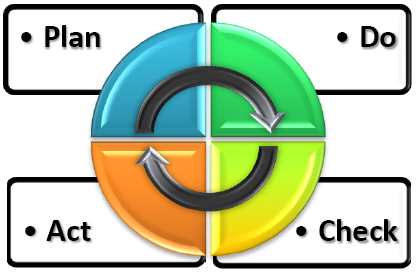 • Plan
• Do
• Act
• Check